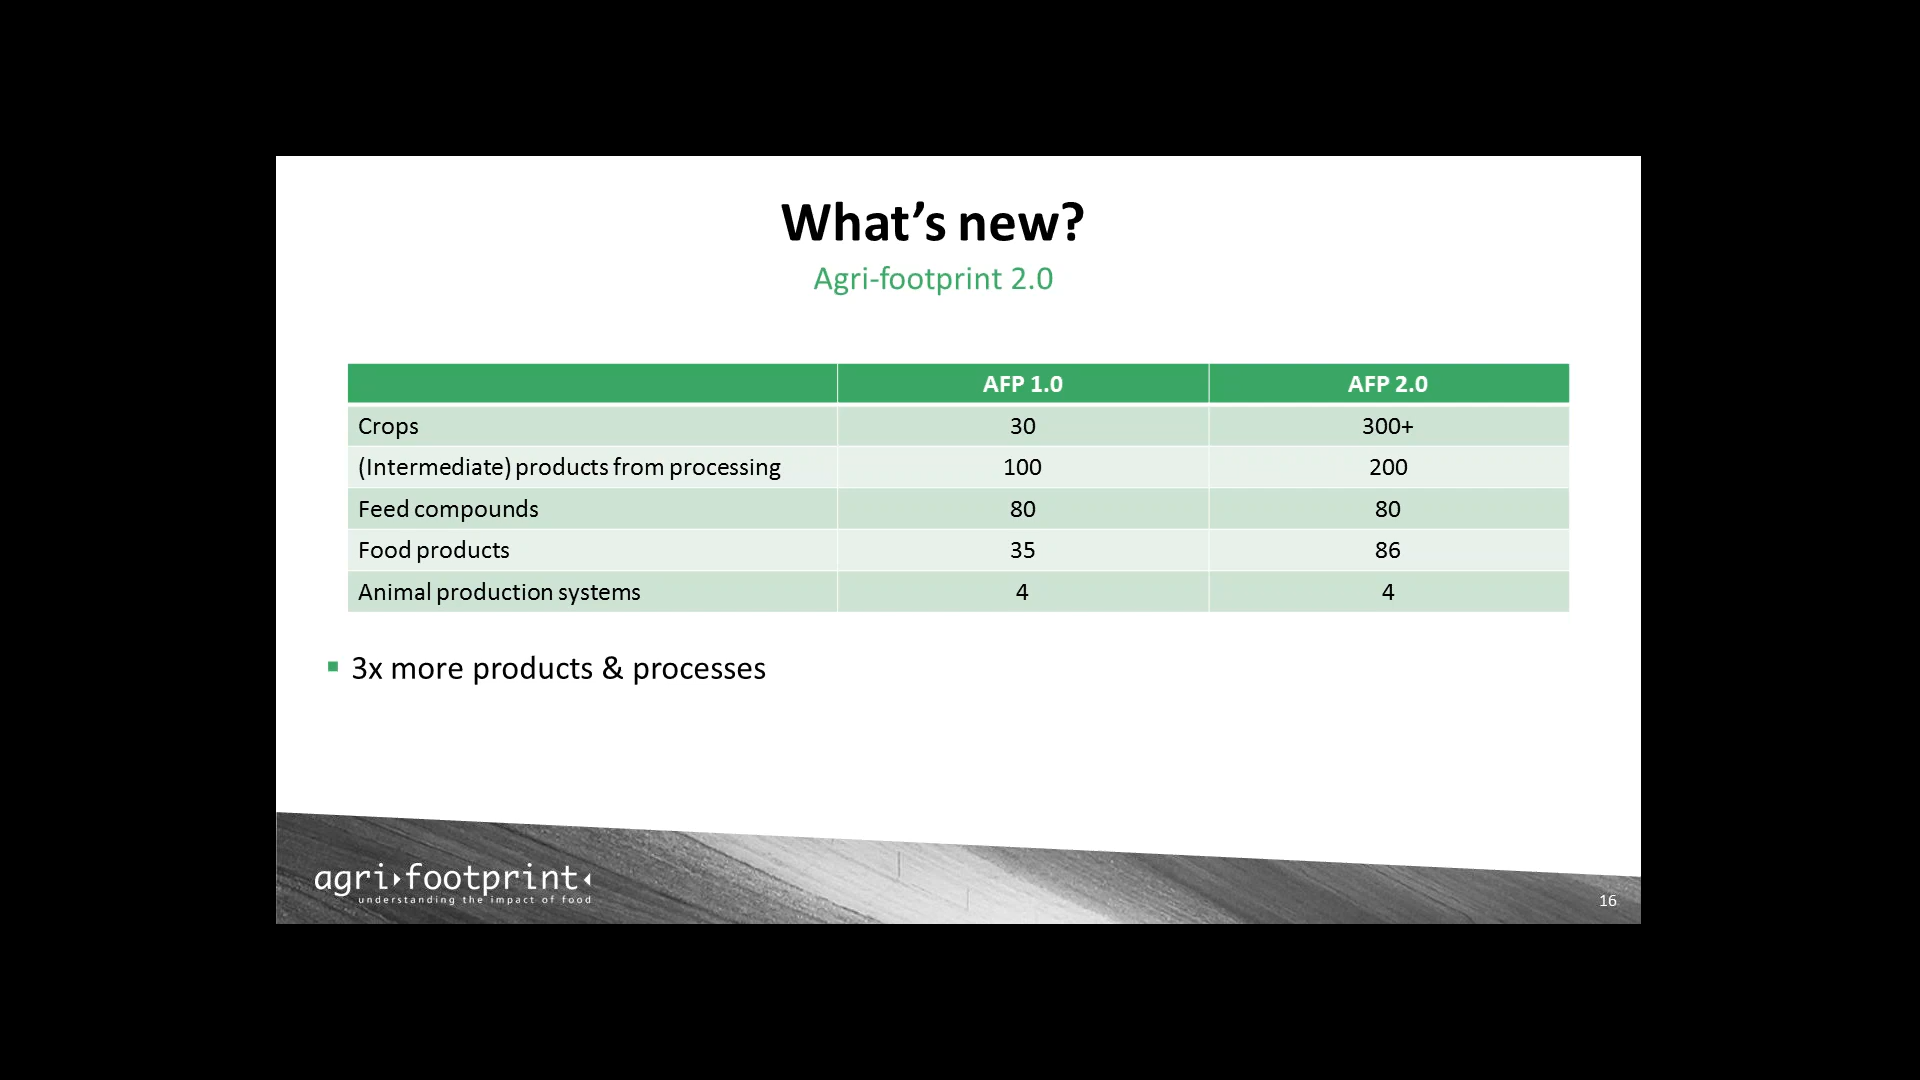 What’s new?
Agri-footprint 2.0
AFP 1.0 AFP 2.0
Crops 30 300+
(Intermediate) products from processing 100 200
Feed compounds 80 80
Food products 35 86
Animal production systems 4 4
▪ 3x more products & processes
agri footprint
understanding the impact of food
16